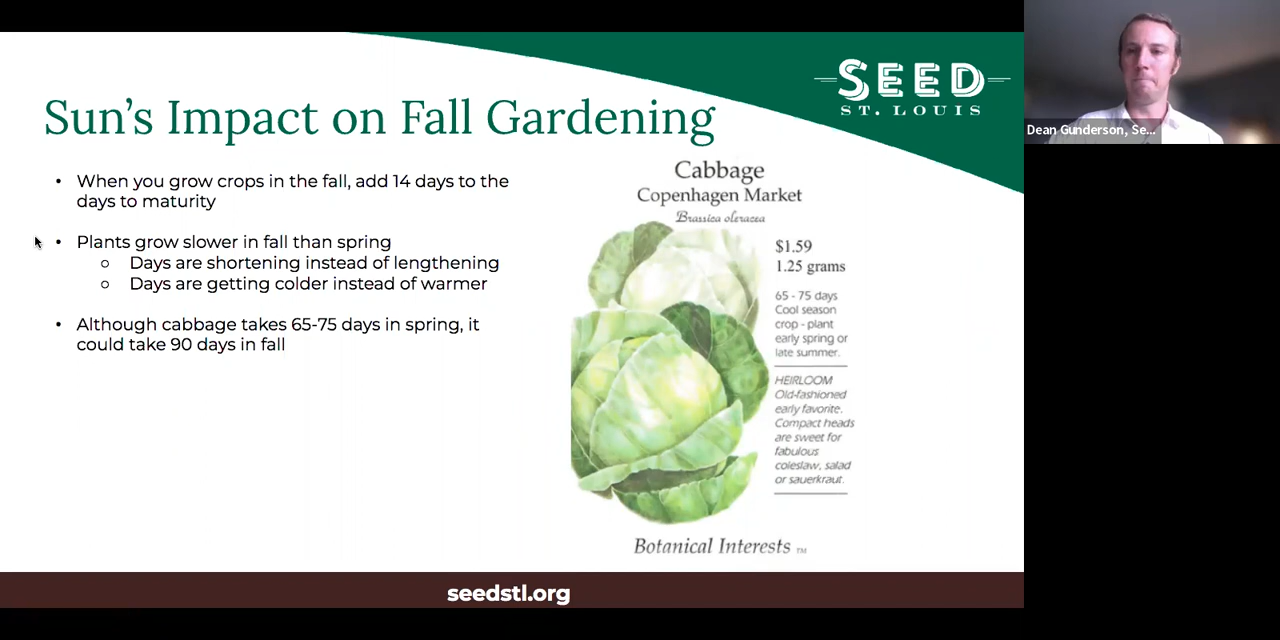 SEED
ST. LOUIS
Sun's Impact on Fall Gardening
• When you grow crops in the fall, add 14 days to the
days to maturity
• Plants grow slower in fall than spring
○ Days are shortening instead of lengthening
○ Days are getting colder instead of warmer
• Although cabbage takes 65-75 days in spring, it
could take 90 days in fall
Cabbage
Copenhagen Market
Brassica oleracea
$1.59
1.25 grams
65 - 75 days
Cool season
crop - plant
early spring or
late summer.
HEIRLOOM
Old-fashioned
early favorite.
Compact heads
are sweet for
fabulous
coleslaw, salad
or sauerkraut.
Botanical Interests TM
seedstl.org
Dean Gunderson, Se...